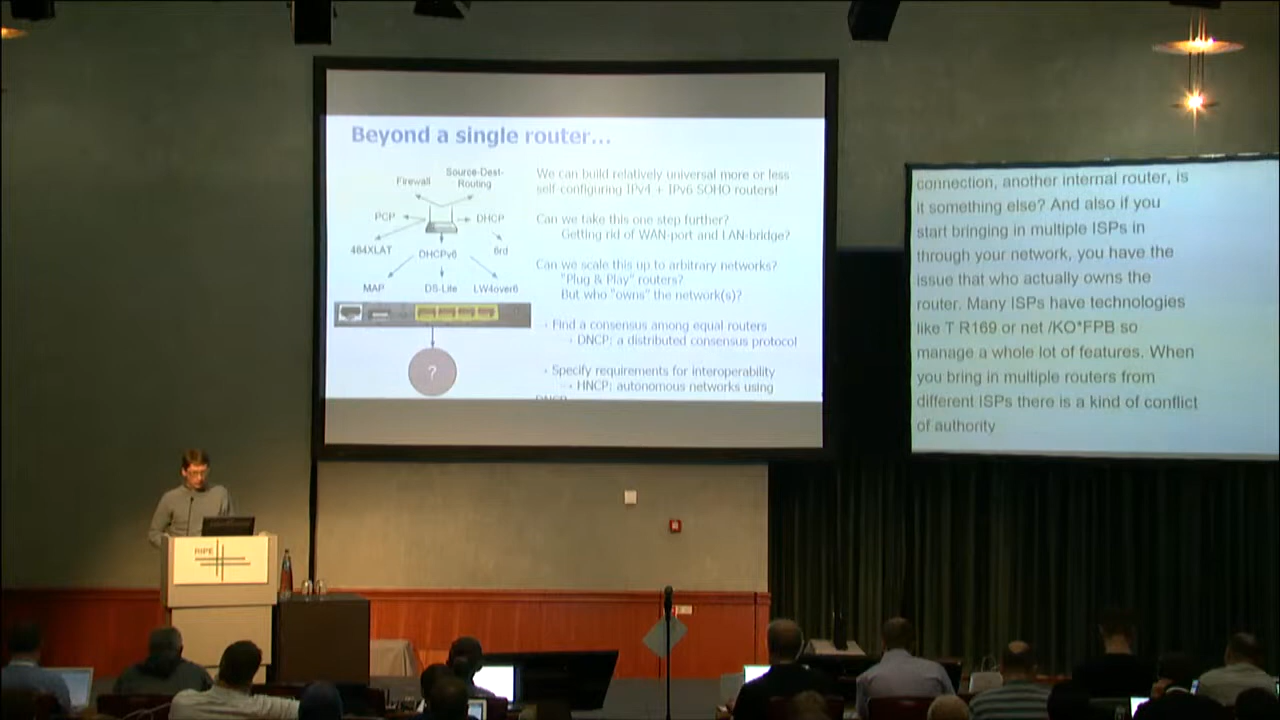 Beyond a single router...
Firewall
Source-Dest-
Routing
PCP
DHCP
464XLAT
DHCPv6
6rd
MAP
DS-Lite
LW4over6
?
We can build relatively universal more or less
self-configuring IPv4 + IPv6 SOHO routers!
Can we take this one step further?
Getting rid of WAN-port and LAN-bridge?
Can we scale this up to arbitrary networks?
"Plug & Play" routers?
But who "owns" the network(s)?
→ Find a consensus among equal routers
→ DNCP: a distributed consensus protocol
→ Specify requirements for interoperability
→ HNCP: autonomous networks using
DNCP
connection, another internal router, is
it something else? And also if you
start bringing in multiple ISPs in
through your network, you have the
issue that who actually owns the
router. Many ISPs have technologies
like T R169 or net /KO*FPB so
manage a whole lot of features. When
you bring in multiple routers from
different ISPs there is a kind of conflict
of authority
RIPE